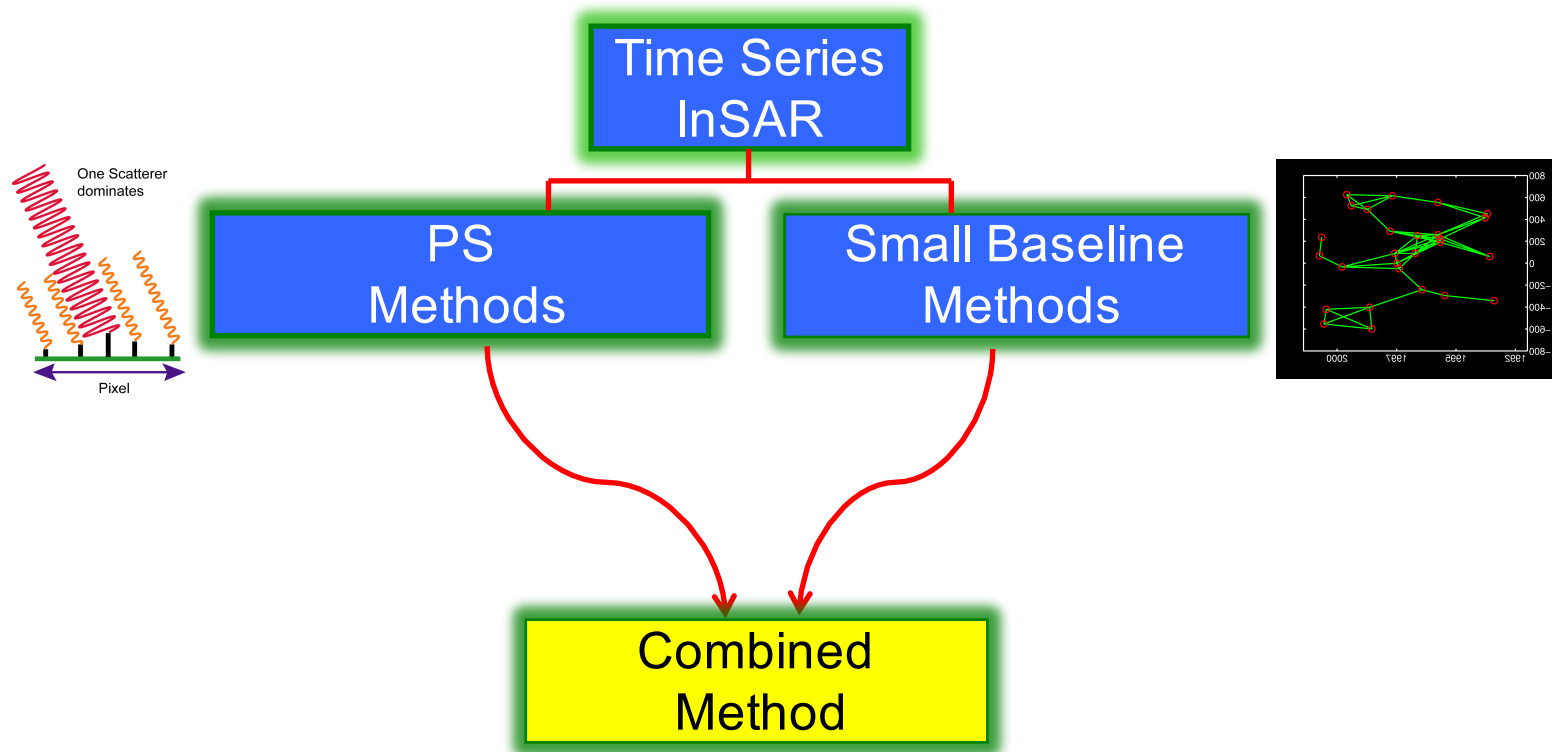 Time Series
InSAR
One Scatterer
dominates
PS
Methods
Small Baseline
Methods
Pixel
800
600
400
200
0
-200
-400
-600
-800
2000
1997
1995
1992
Combined
Method